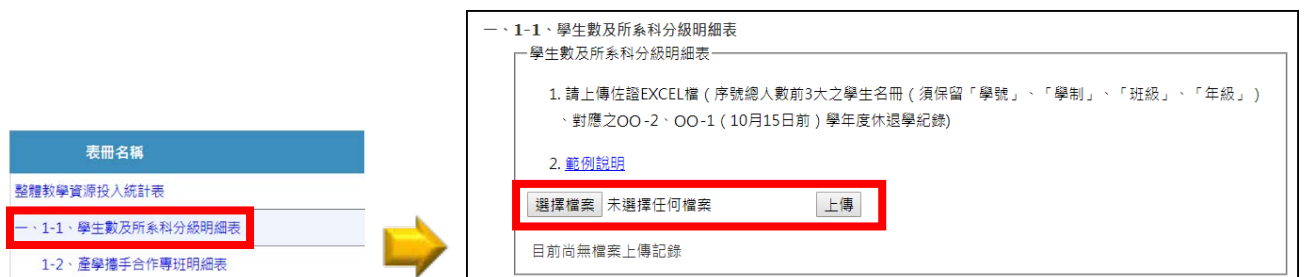 表冊名稱
整體教學資源投入統計表
一、1-1、學生數及所系科分級明細表
1-2、產學攜手合作專班明細表
一、1-1、學生數及所系科分級明細表
學生數及所系科分級明細表
1. 請上傳佐證EXCEL檔（序號總人數前3大之學生名冊（須保留「學號」、「學制」、「班級」、「年級」）
、對應之OO-2、OO-1（10月15日前）學年度休退學紀錄)
2. 範例說明
選擇檔案 未選擇任何檔案 上傳
目前尚無檔案上傳記錄